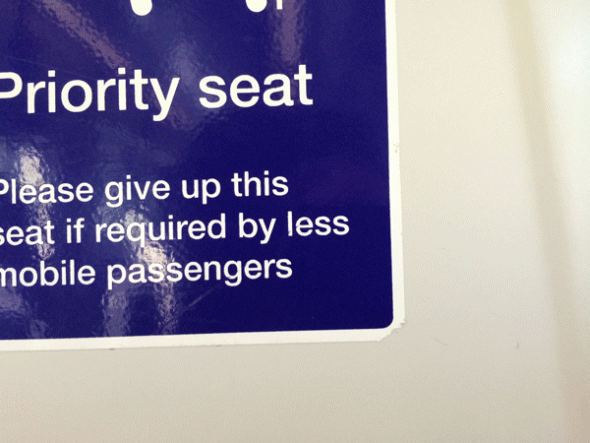 Priority seat
Please give up this
seat if required by less
mobile passengers